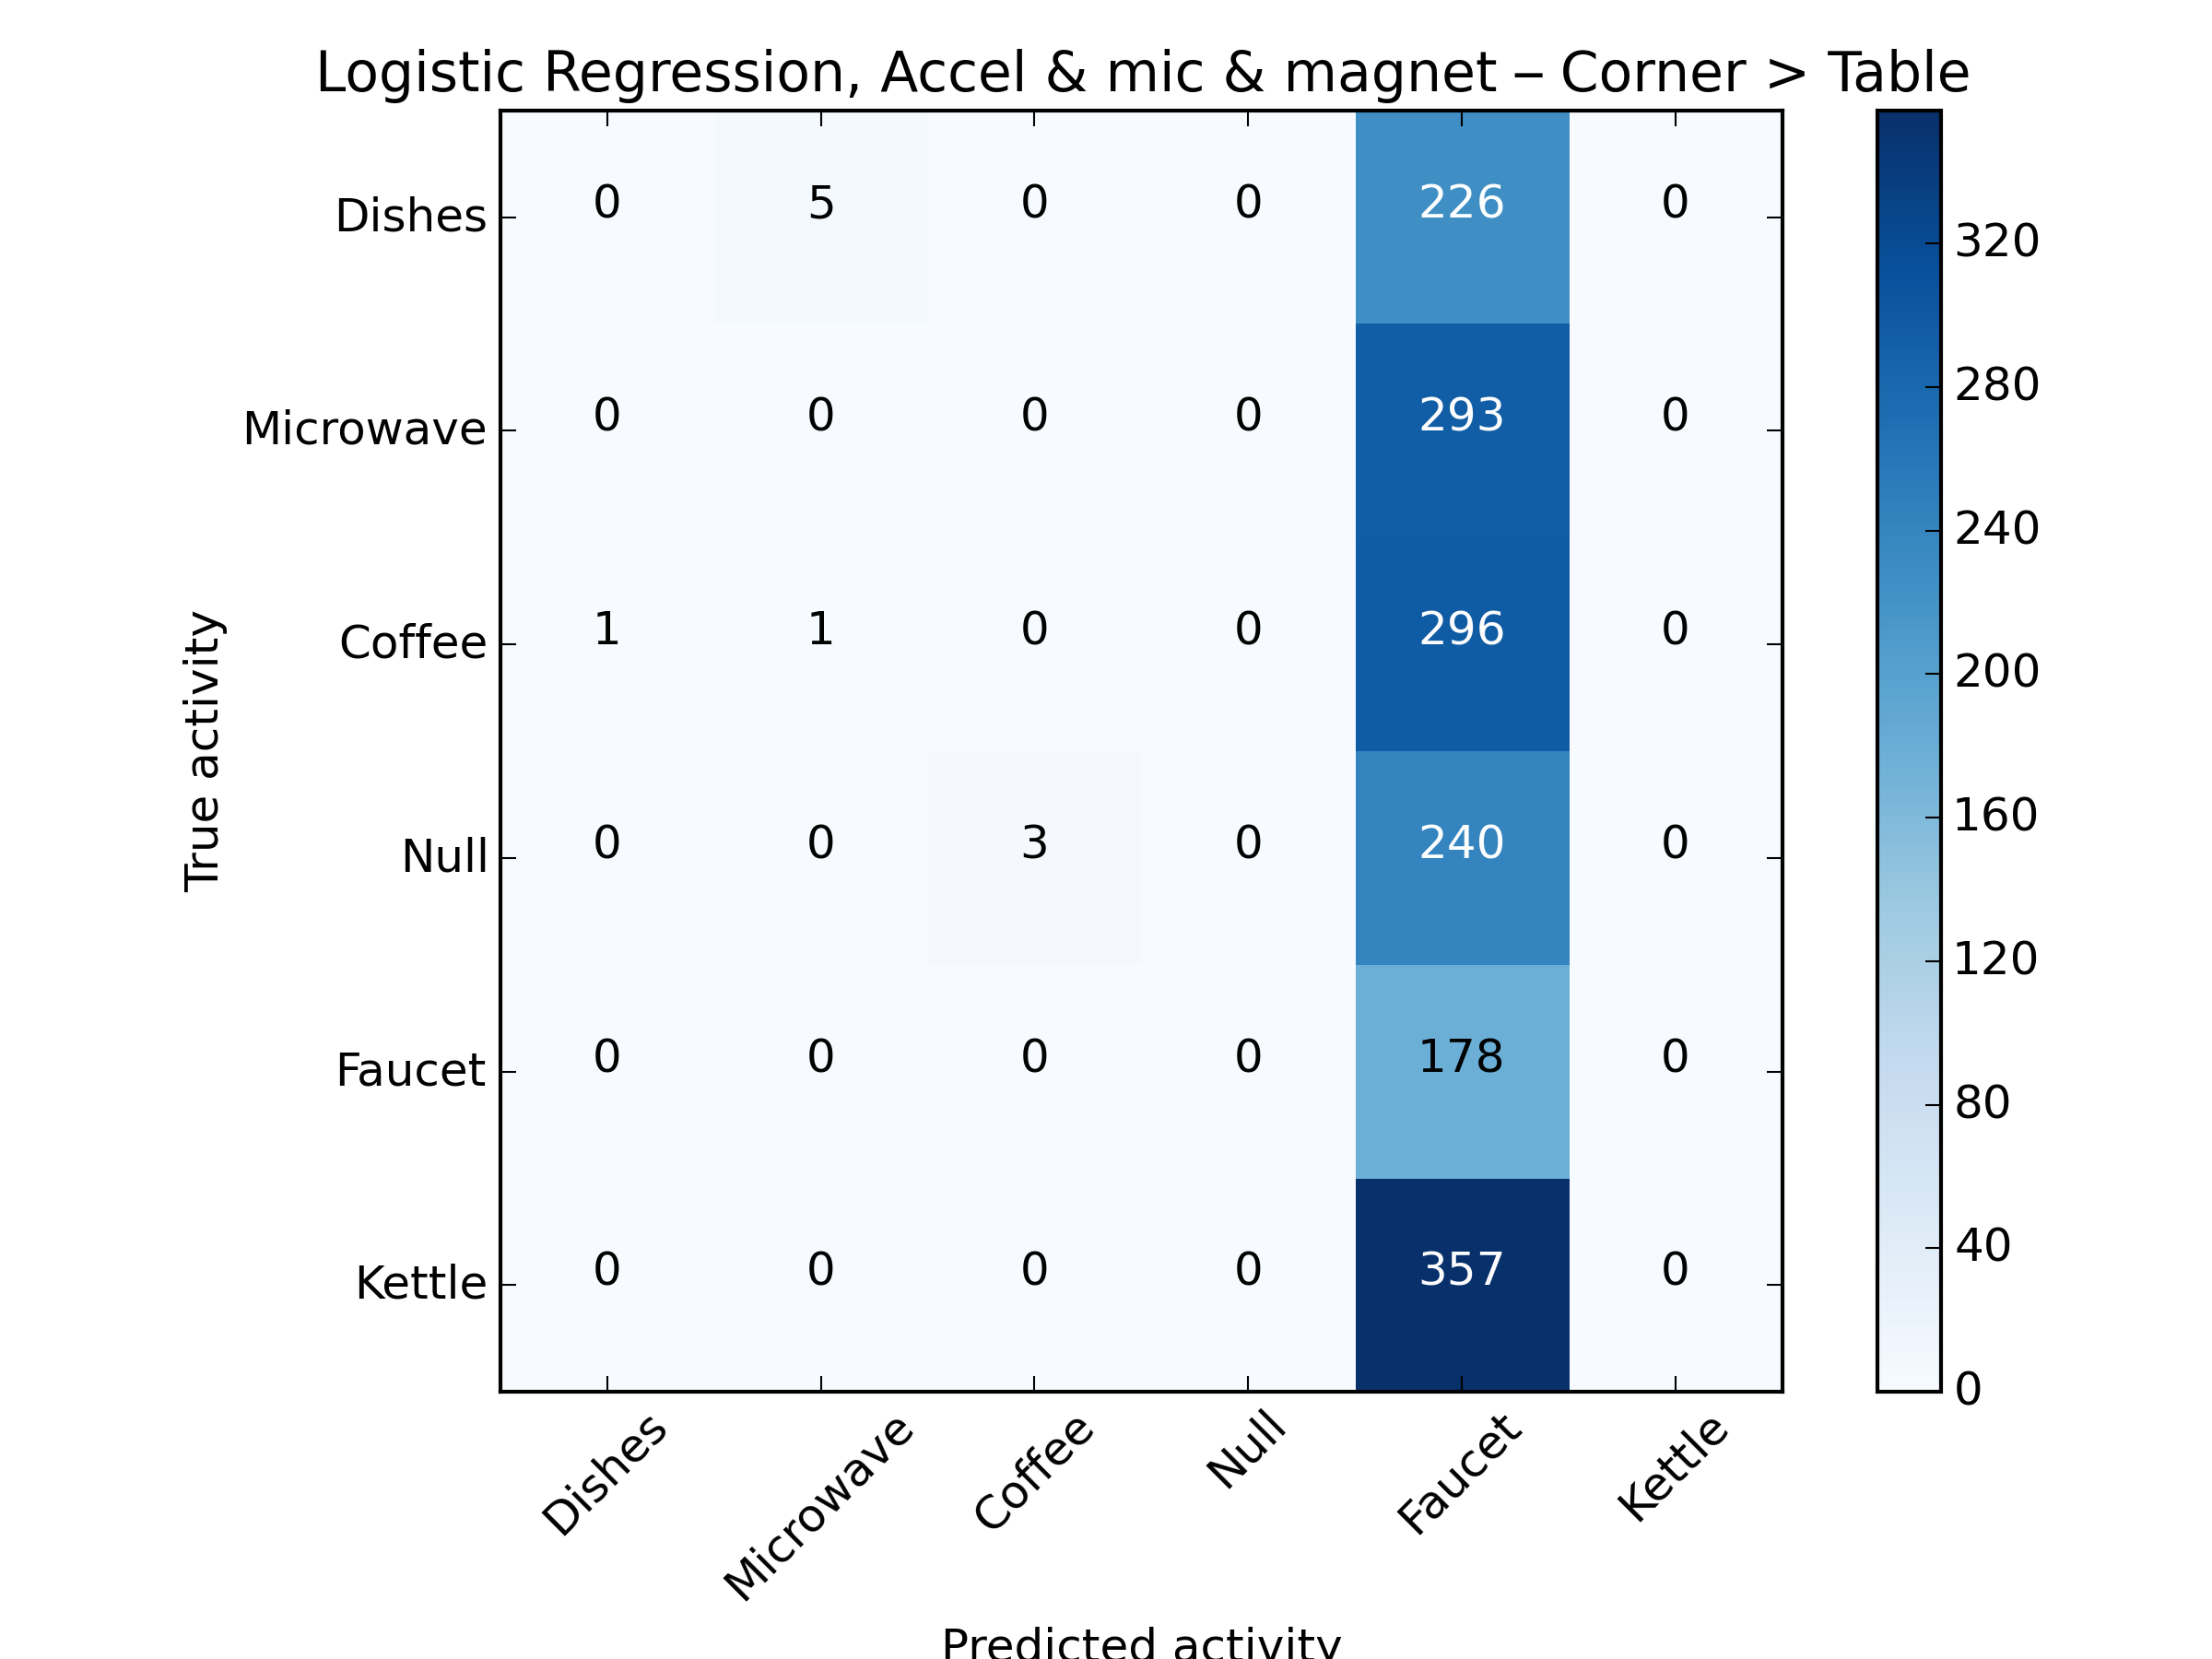 Logistic Regression, Accel & mic & magnet − Corner > Table
Dishes 0 5 0 0 226 0
Microwave 0 0 0 0 293 0
Coffee 1 1 0 0 296 0
Null 0 0 3 0 240 0
Faucet 0 0 0 0 178 0
Kettle 0 0 0 0 357 0
True activity
Dishes Microwave Coffee Null Faucet Kettle
Predicted activity
320
280
240
200
160
120
80
40
0